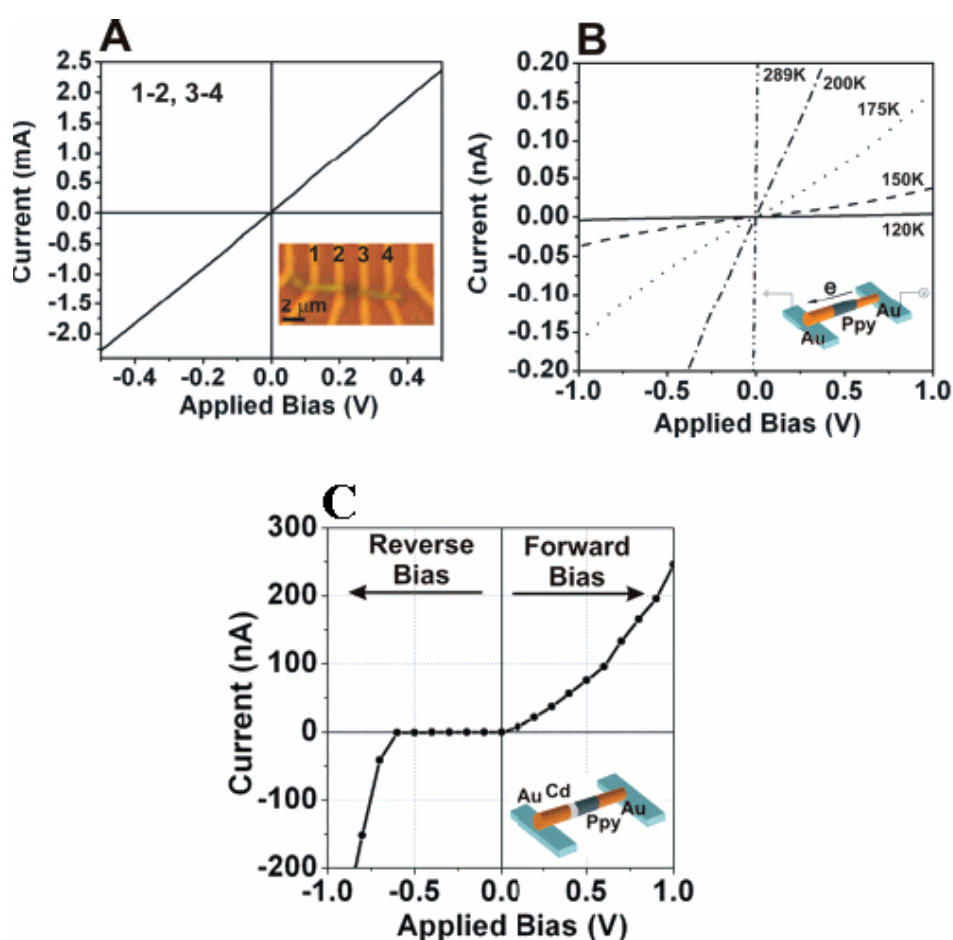 A
2.5
2.0
1.5
1.0
0.5
0.0
-0.5
-1.0
-1.5
-2.0
Current (mA)
1-2, 3-4
1 2 3 4
2 μm
-0.4 -0.2 0.0 0.2 0.4
Applied Bias (V)
B
0.20
0.15
0.10
0.05
0.00
-0.05
-0.10
-0.15
-0.20
Current (nA)
289K
200K
175K
150K
120K
e
Au
Ppy
Au
-1.0 -0.5 0.0 0.5 1.0
Applied Bias (V)
C
300
200
100
0
-100
-200
Current (nA)
Reverse
Bias
Forward
Bias
Au Cd
Ppy
Au
-1.0 -0.5 0.0 0.5 1.0
Applied Bias (V)